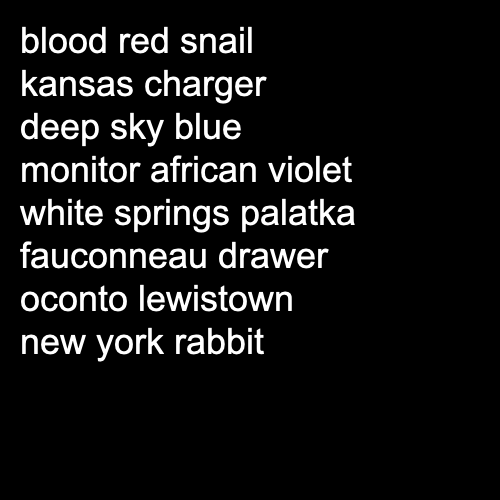 blood red snail
kansas charger
deep sky blue
monitor african violet
white springs palatka
fauconneau drawer
oconto lewistown
new york rabbit